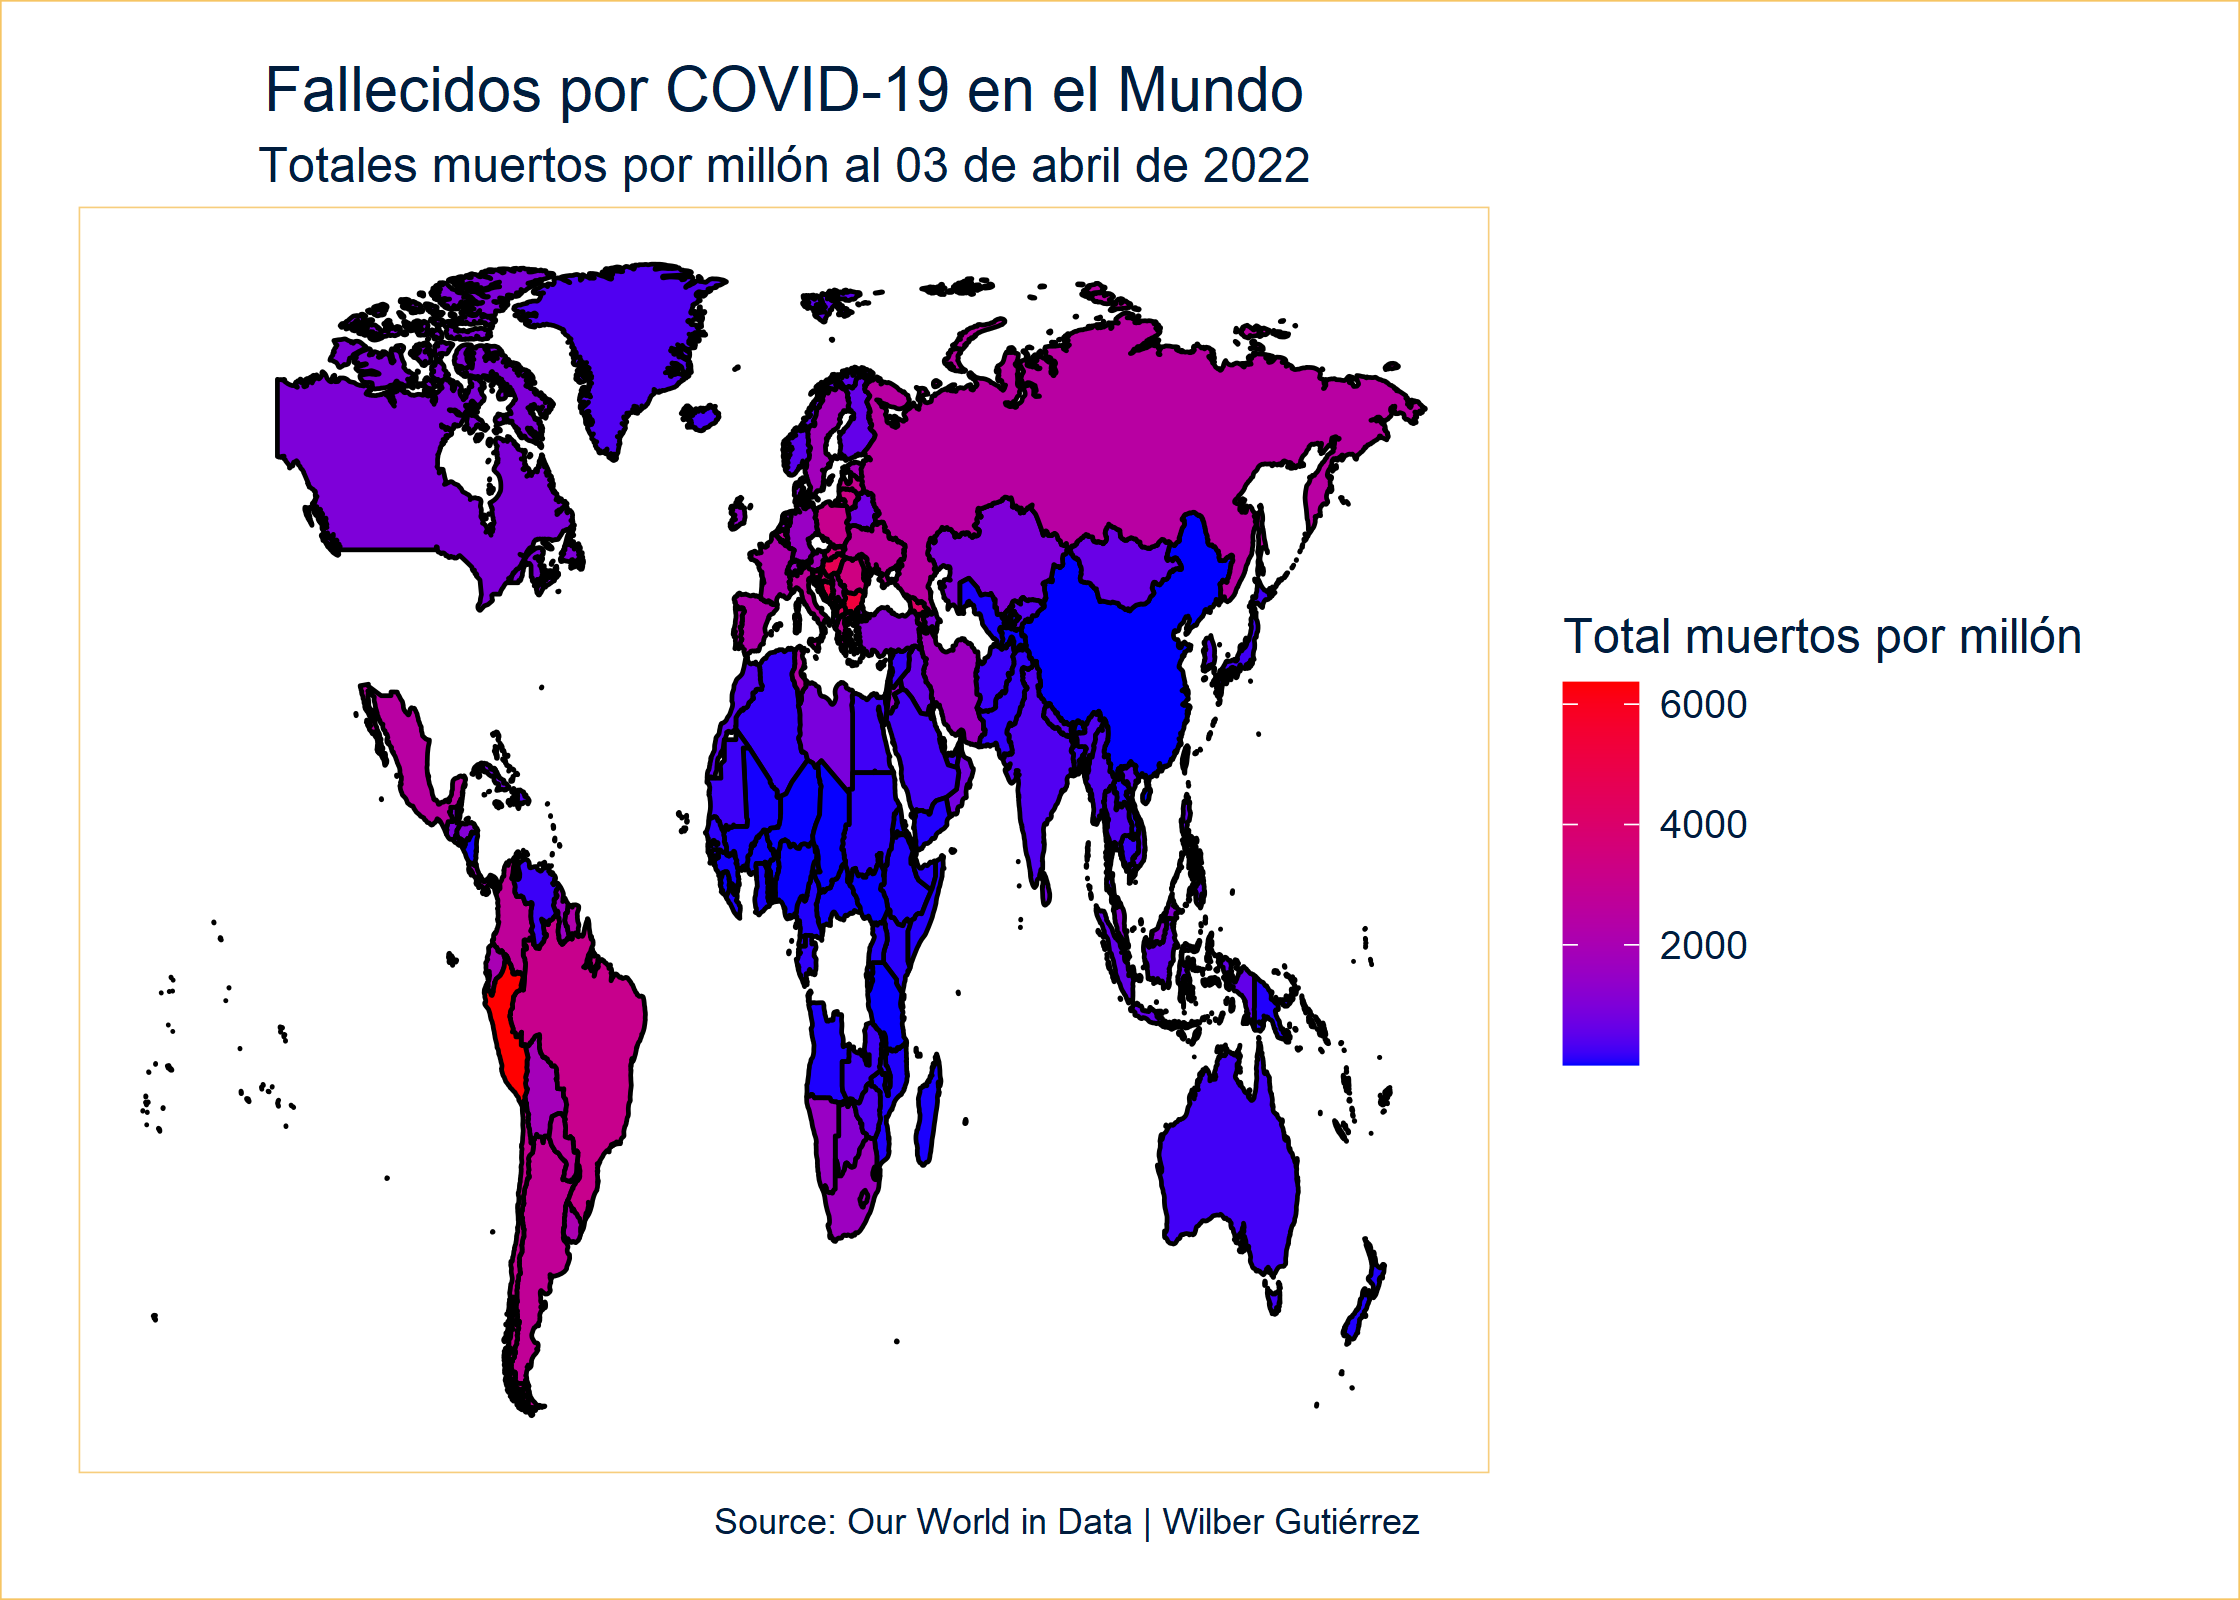 Fallecidos por COVID-19 en el Mundo
Totales muertos por millón al 03 de abril de 2022
Total muertos por millón
6000
4000
2000
Source: Our World in Data | Wilber Gutiérrez